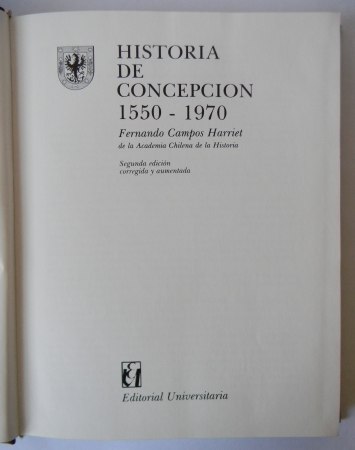 HISTORIA
DE
CONCEPCION
1550 - 1970
Fernando Campos Harriet
de la Academia Chilena de la Historia
Segunda edición
corregida y aumentada
Editorial Universitaria